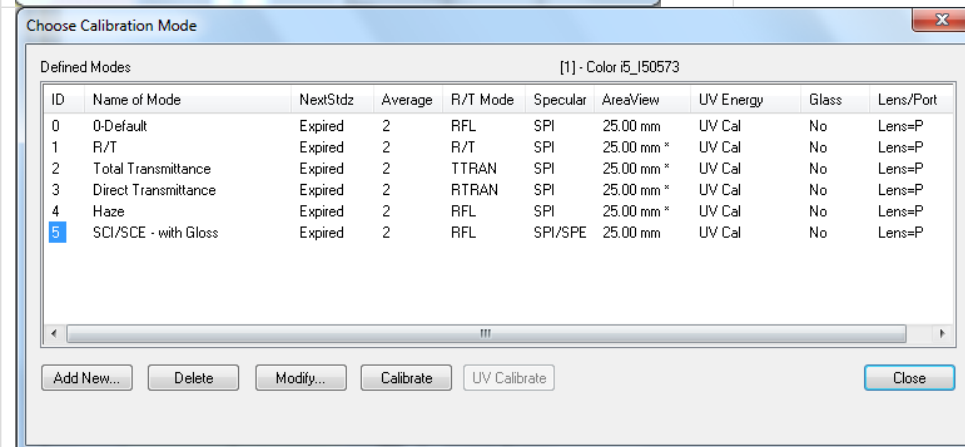 Choose Calibration Mode
Defined Modes [1] - Color i5_I50573
ID Name of Mode NextStdz Average R/T Mode Specular AreaView UV Energy Glass Lens/Port
0 0-Default Expired 2 RFL SPI 25.00 mm UV Cal No Lens=P
1 R/T Expired 2 R/T SPI 25.00 mm * UV Cal No Lens=P
2 Total Transmittance Expired 2 TTRAN SPI 25.00 mm * UV Cal No Lens=P
3 Direct Transmittance Expired 2 RTRAN SPI 25.00 mm * UV Cal No Lens=P
4 Haze Expired 2 RFL SPI 25.00 mm * UV Cal No Lens=P
5 SCI/SCE - with Gloss Expired 2 RFL SPI/SPE 25.00 mm UV Cal No Lens=P
Add New... Delete Modify... Calibrate UV Calibrate Close